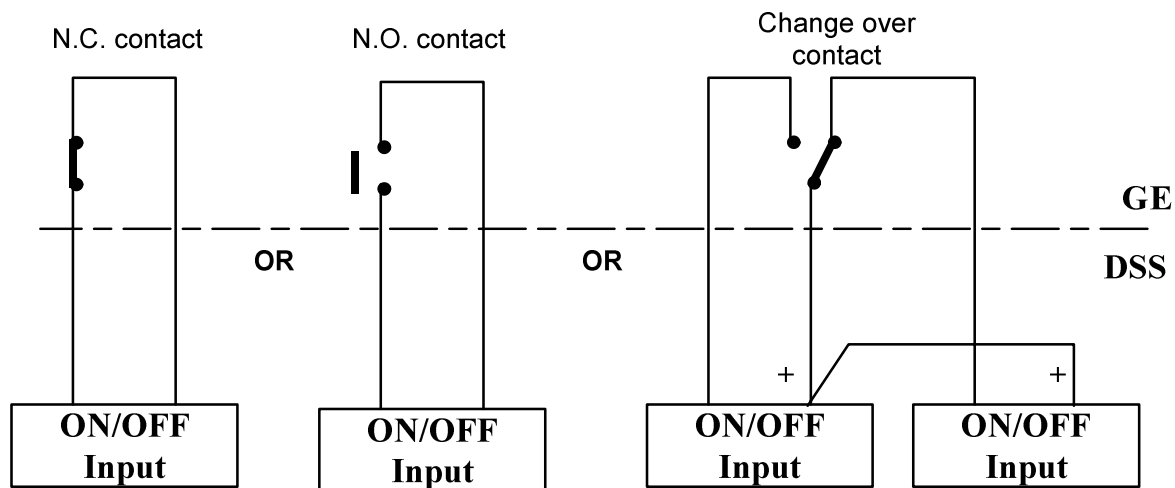 N.C. contact
N.O. contact
Change over
contact
GE
OR
OR
DSS
+
+
ON/OFF
Input
ON/OFF
Input
ON/OFF
Input
ON/OFF
Input